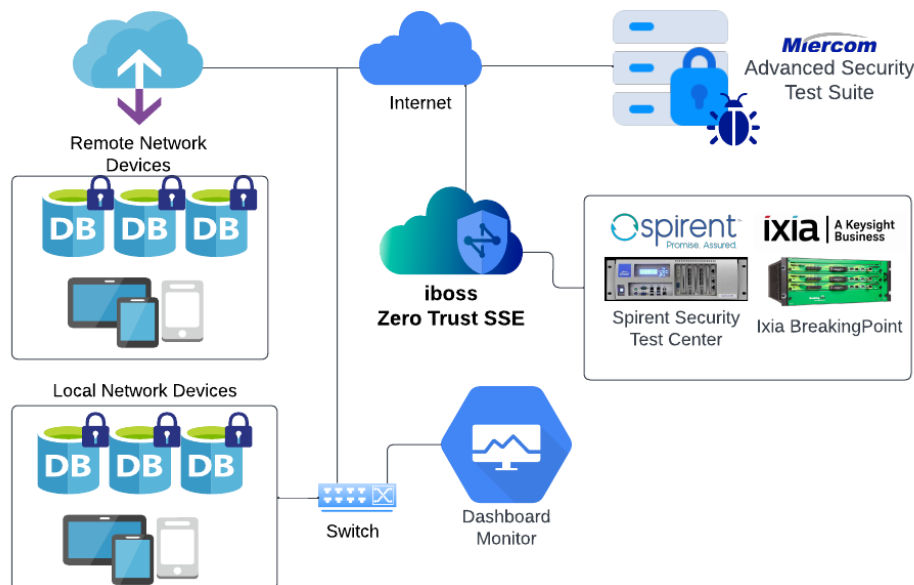 Miercom
Advanced Security
Test Suite
Internet
Remote Network
Devices
DB
DB
DB
spirent™
Promise. Assured.
ixia
A Keysight
Business
iboss
Zero Trust SSE
Spirent Security
Test Center
Ixia BreakingPoint
Local Network Devices
DB
DB
DB
Switch
Dashboard
Monitor